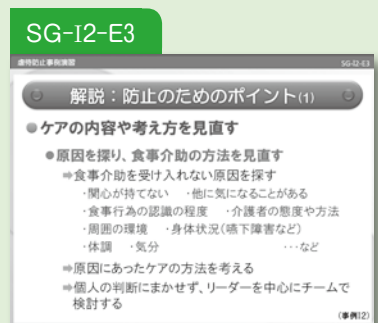 SG-I2-E3
虐待防止事例演習 SG-I2-E3
解説：防止のためのポイント(1)
●ケアの内容や考え方を見直す
●原因を探り、食事介助の方法を見直す
⇒食事介助を受け入れない原因を探す
・関心が持てない ・他に気になることがある
・食事行為の認識の程度 ・介護者の態度や方法
・周囲の環境 ・身体状況(嚥下障害など)
・体調 ・気分 …など
⇒原因にあったケアの方法を考える
⇒個人の判断にまかせず、リーダーを中心にチームで
検討する
(事例I2)